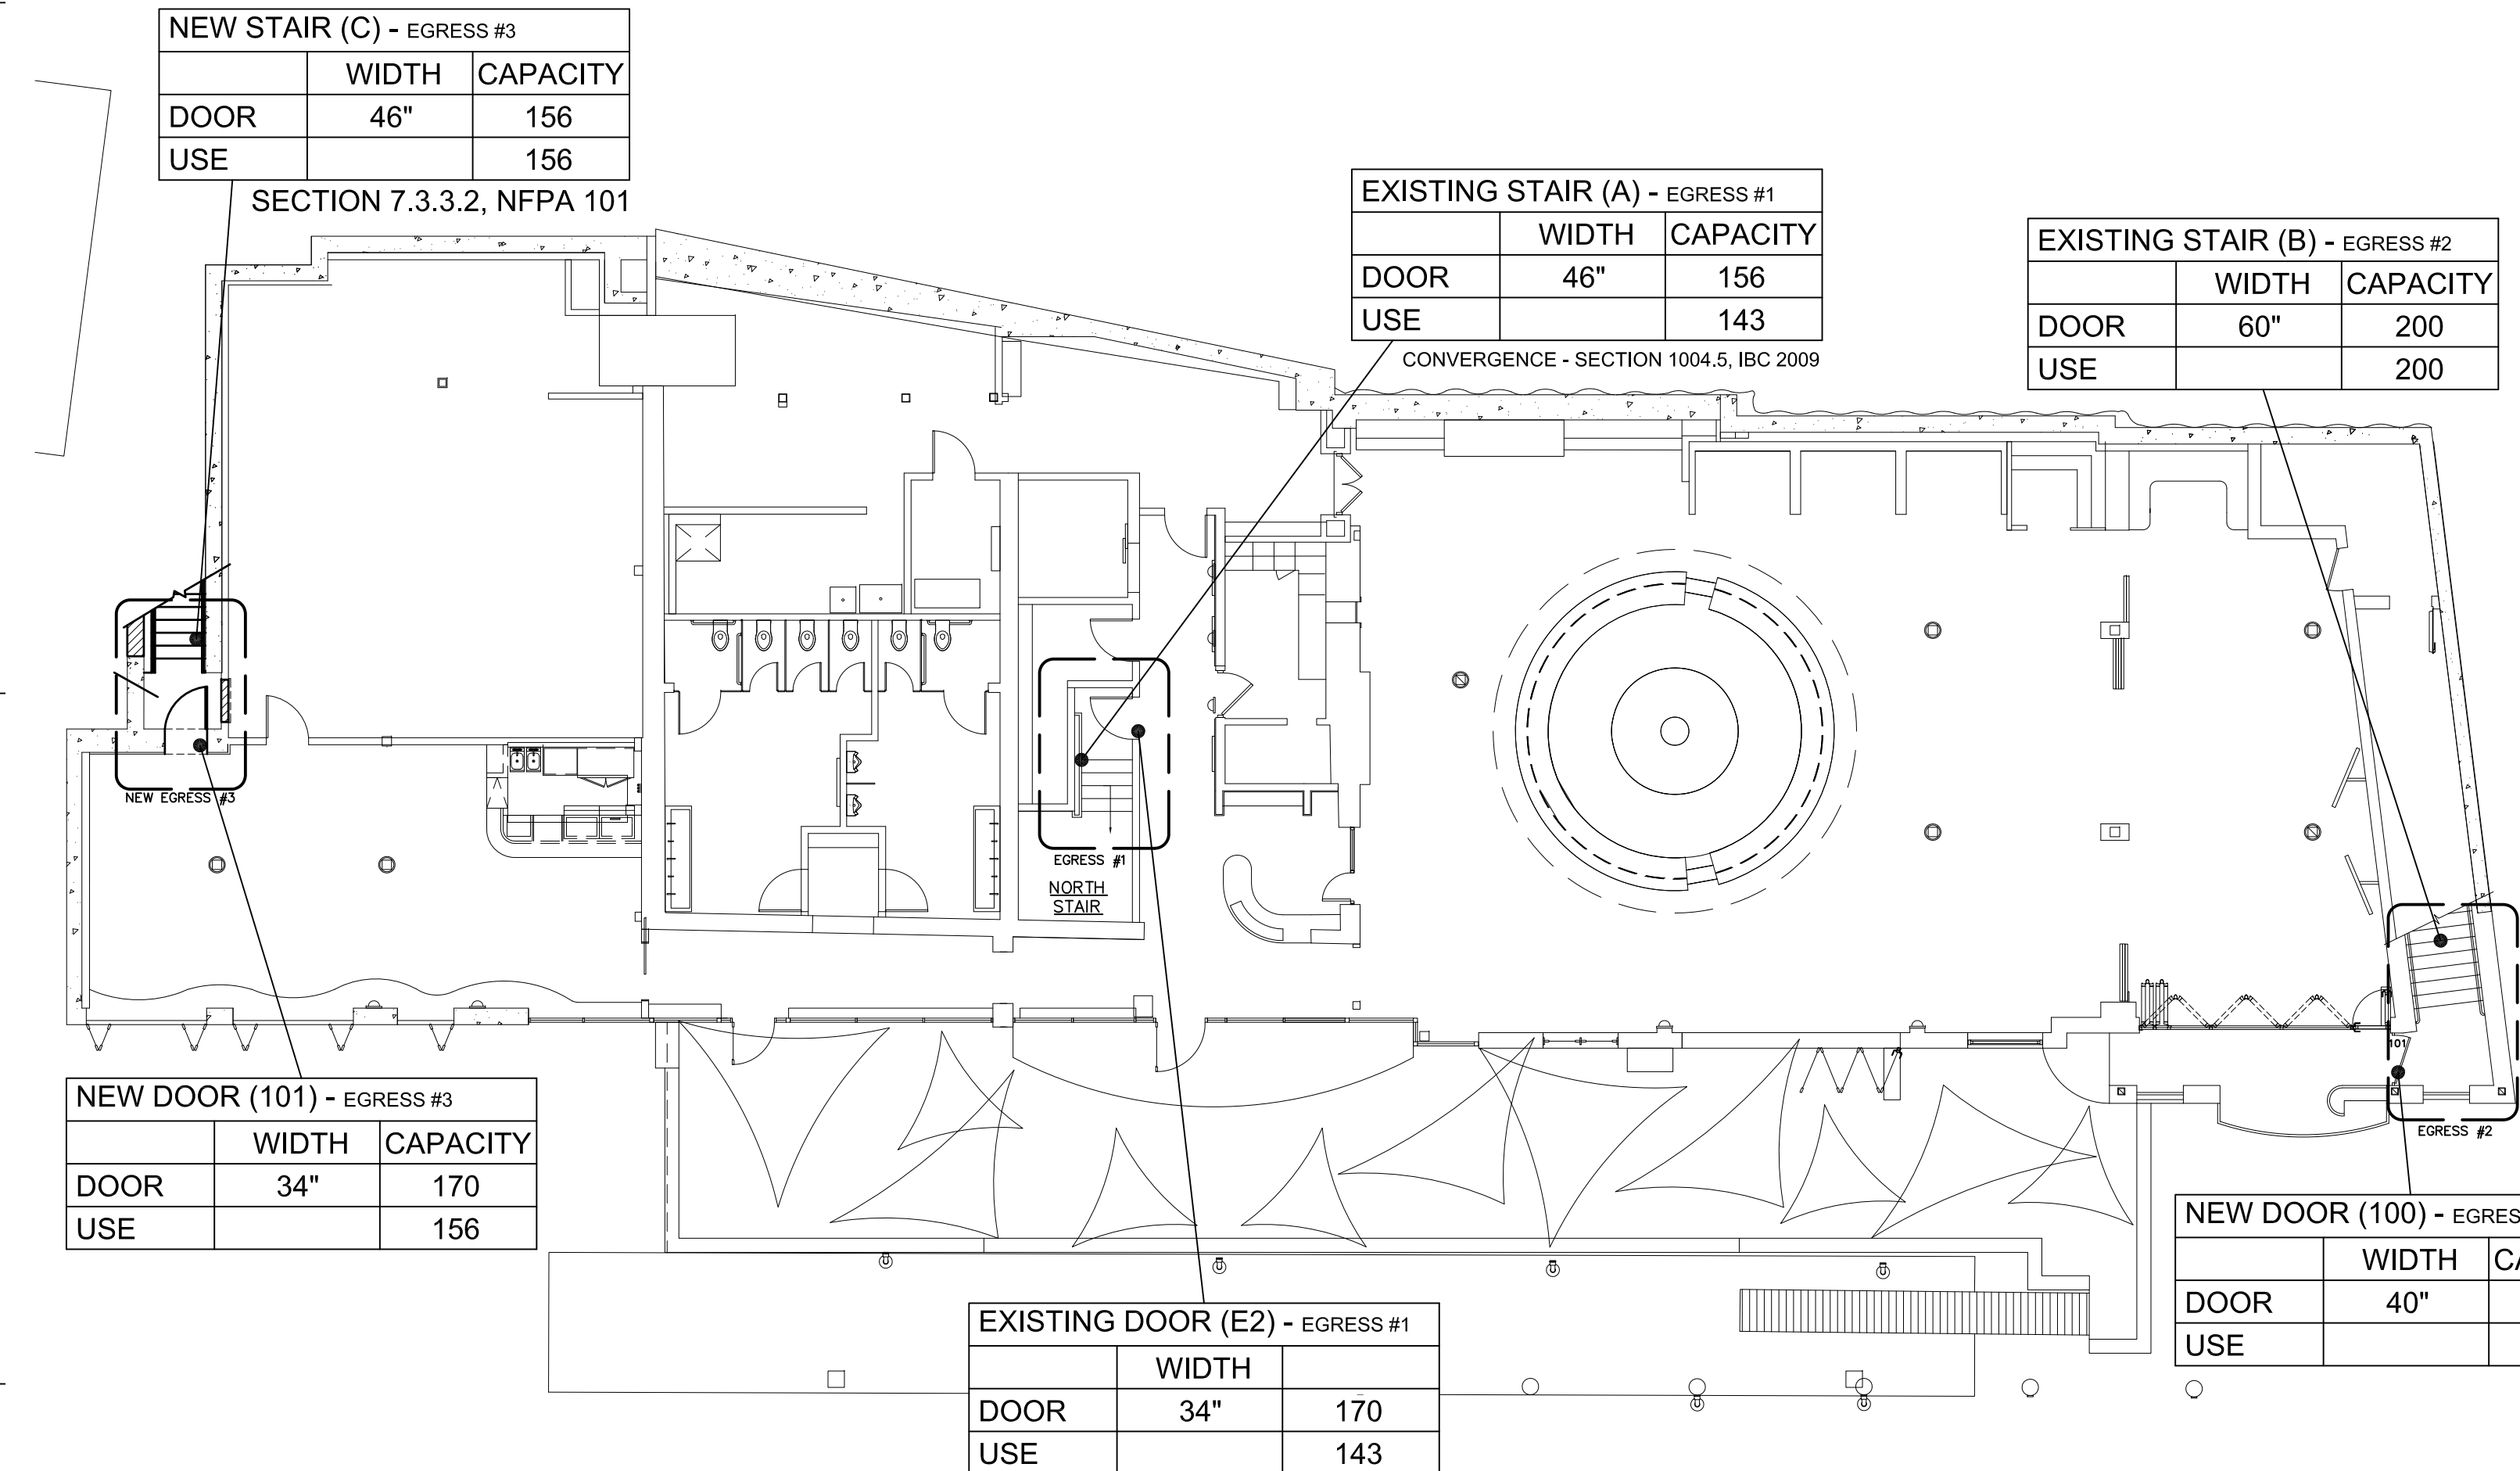 NEW STAIR (C) - EGRESS #3
WIDTH CAPACITY
DOOR 46" 156
USE 156
SECTION 7.3.3.2, NFPA 101
EXISTING STAIR (A) - EGRESS #1
WIDTH CAPACITY
DOOR 46" 156
USE 143
CONVERGENCE - SECTION 1004.5, IBC 2009
EXISTING STAIR (B) - EGRESS #2
WIDTH CAPACITY
DOOR 60" 200
USE 200
NEW EGRESS #3
EGRESS #1
NORTH
STAIR
101
EGRESS #2
NEW DOOR (101) - EGRESS #3
WIDTH CAPACITY
DOOR 34" 170
USE 156
EXISTING DOOR (E2) - EGRESS #1
WIDTH
DOOR 34" 170
USE 143
NEW DOOR (100) - EGRES
WIDTH CA
DOOR 40"
USE